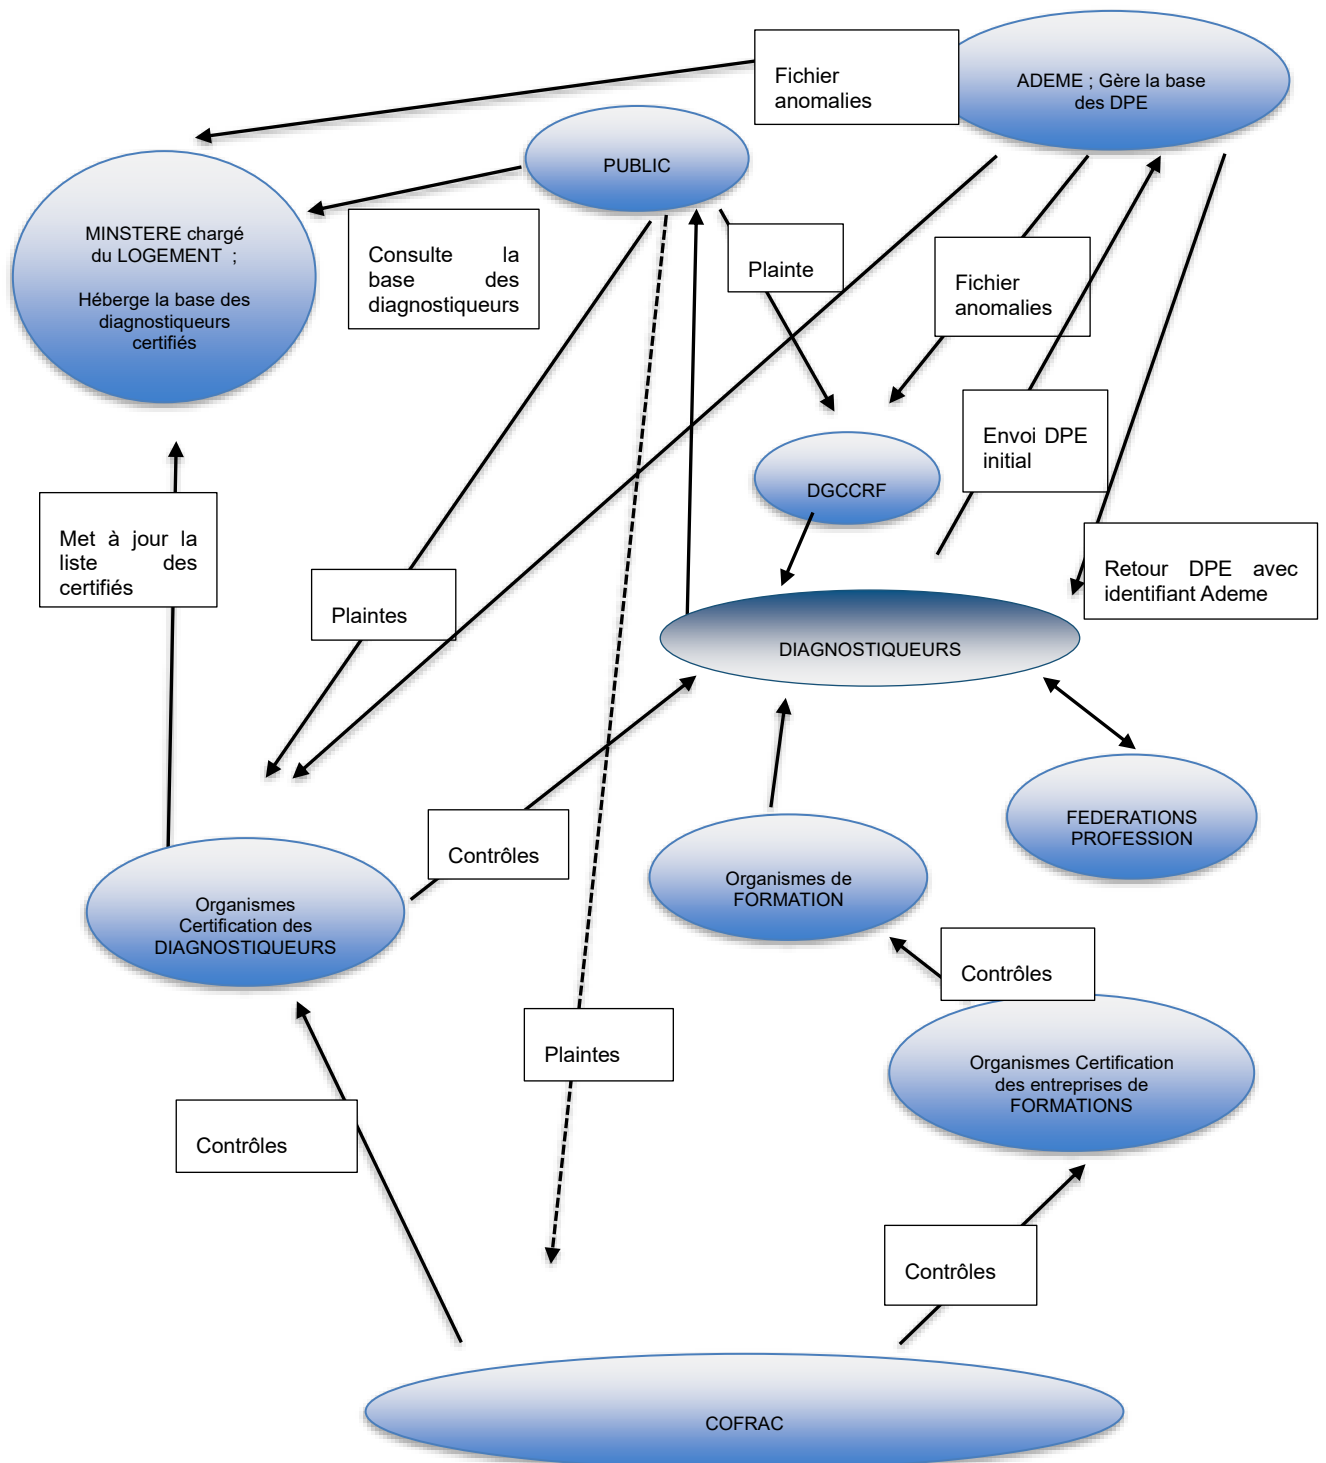 Fichier
anomalies
ADEME ; Gère la base
des DPE
PUBLIC
MINSTERE chargé
du LOGEMENT ;
Héberge la base des
diagnostiqueurs
certifiés
Consulte la
base des
diagnostiqueurs
Plainte
Fichier
anomalies
Envoi DPE
initial
DGCCRF
Met à jour la
liste des
certifiés
Plaintes
Retour DPE avec
identifiant Ademe
DIAGNOSTIQUEURS
FEDERATIONS
PROFESSION
Contrôles
Organismes de
FORMATION
Organismes
Certification des
DIAGNOSTIQUEURS
Contrôles
Plaintes
Organismes Certification
des entreprises de
FORMATIONS
Contrôles
Contrôles
COFRAC